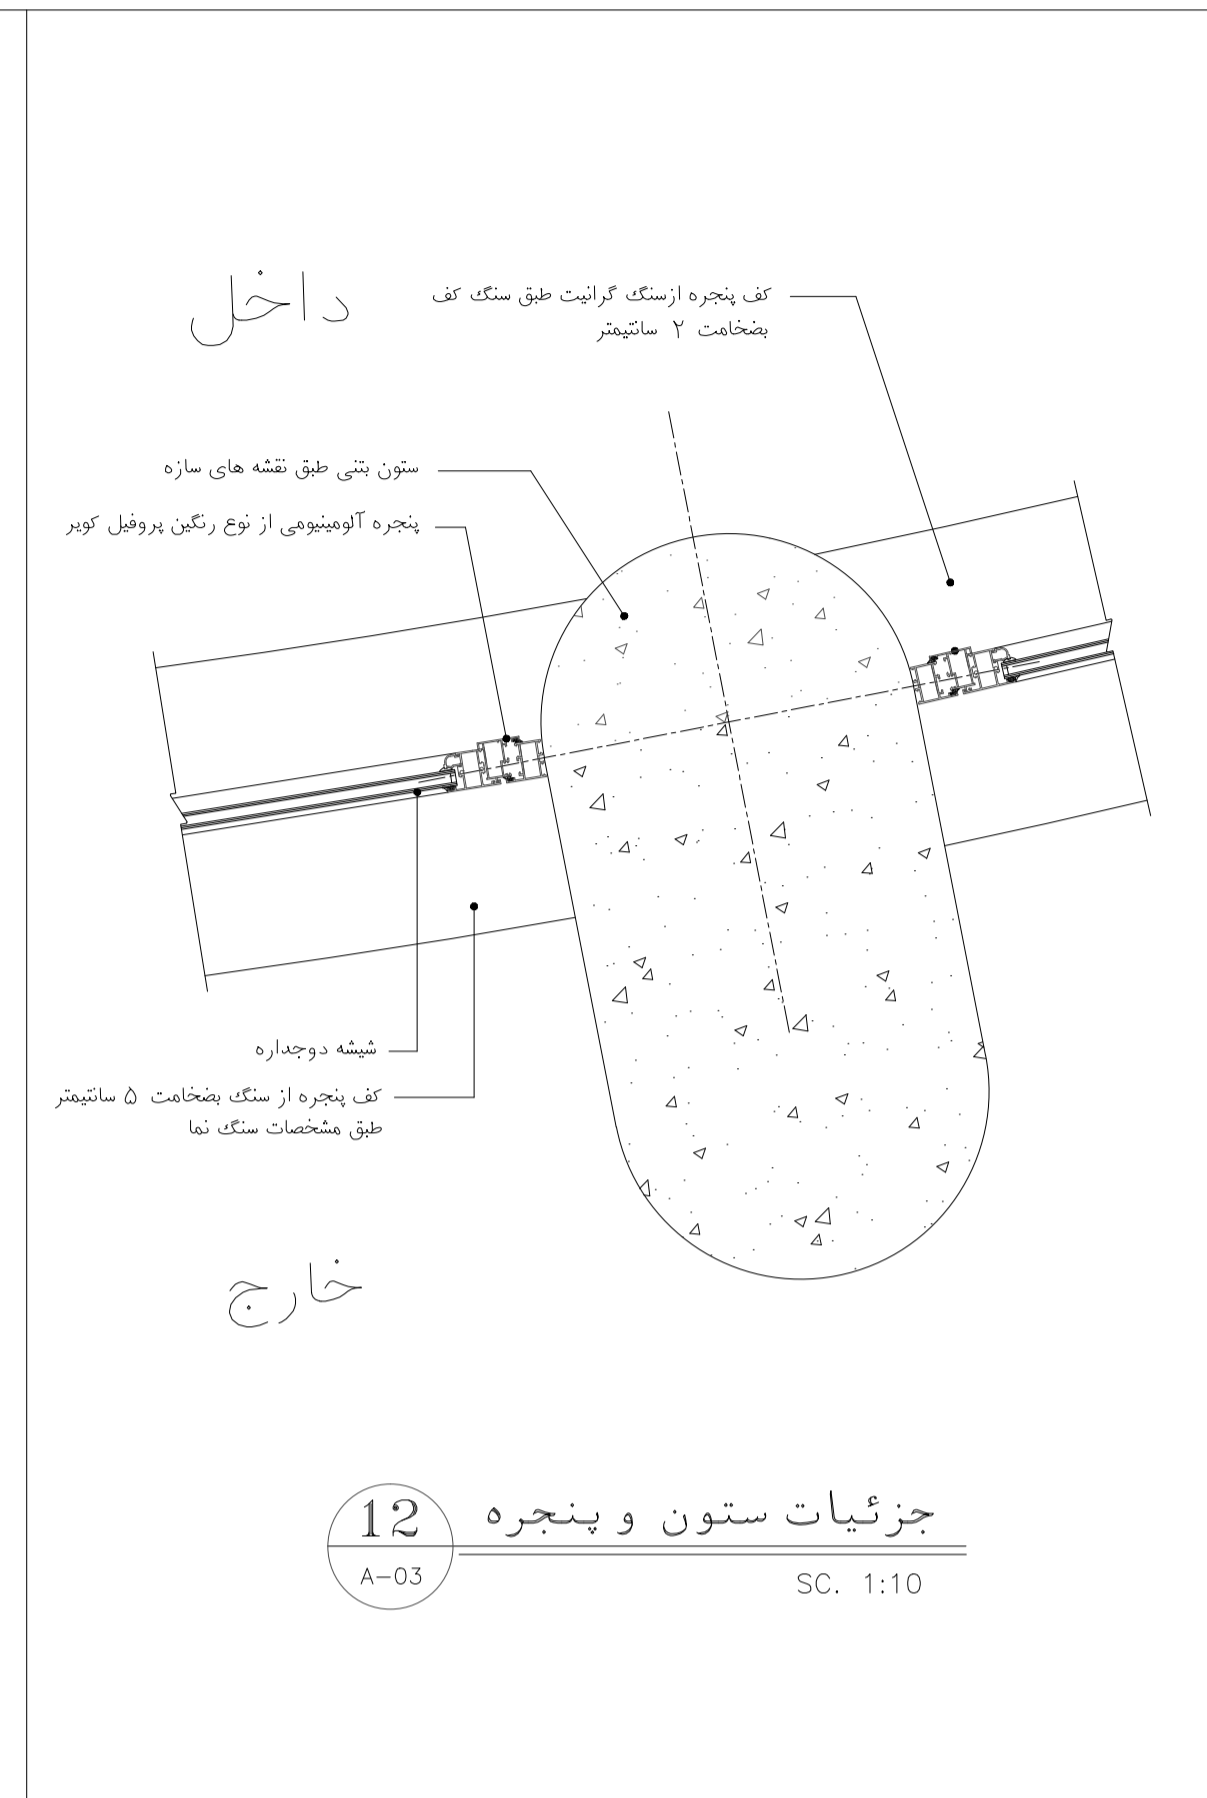 داخل
کف پنجره ازسنگ گرانیت طبق سنگ کف
بضخامت ۲ سانتیمتر
ستون بتنی طبق نقشه های سازه
پنجره آلومینیومی از نوع رنگین پروفیل کویر
شیشه دوجداره
کف پنجره از سنگ بضخامت ۵ سانتیمتر
طبق مشخصات سنگ نما
خارج
جزئیات ستون و پنجره
12
A-03
SC. 1:10